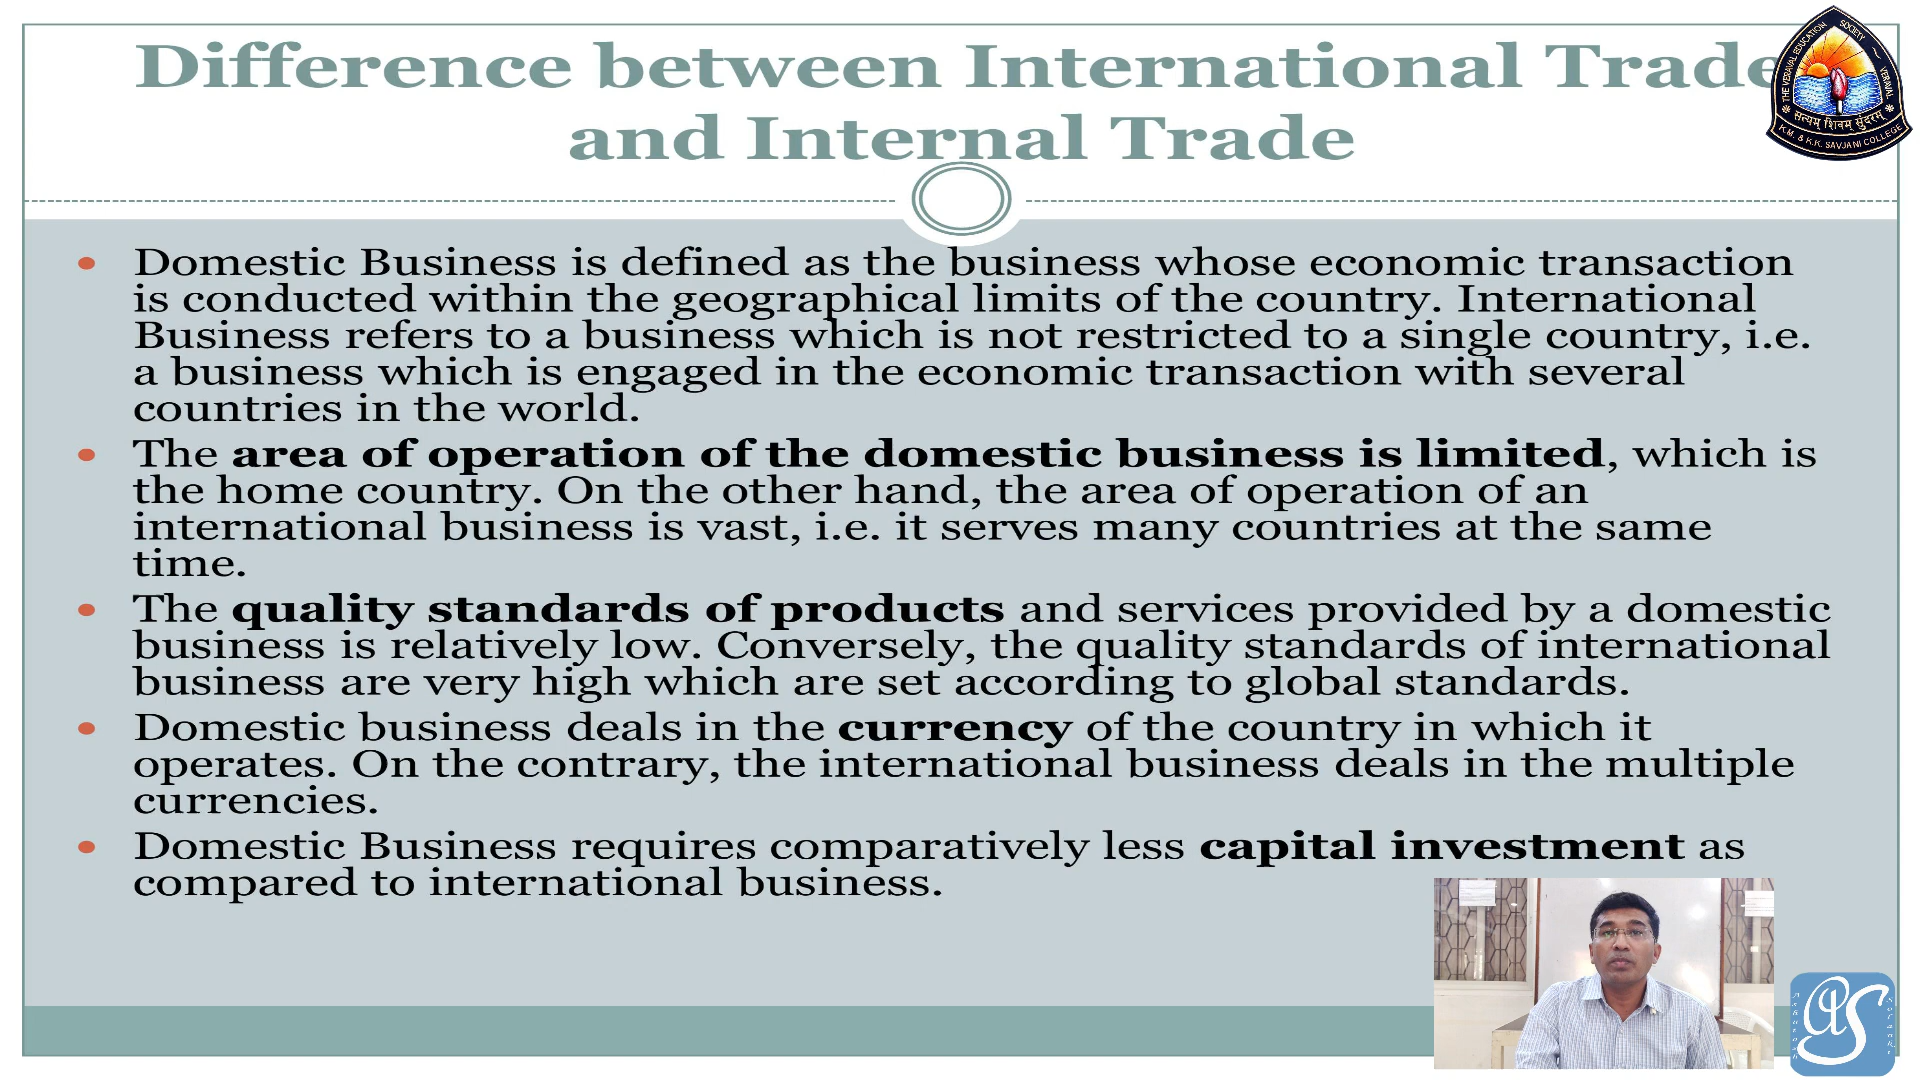 Difference between International Trade
and Internal Trade
THE VERAVAL EDUCATION SOCIETY VERAVAL
सत्यम् शिवम् सुंदरम्
K.M. & K.K. SAVJANI COLLEGE
• Domestic Business is defined as the business whose economic transaction
is conducted within the geographical limits of the country. International
Business refers to a business which is not restricted to a single country, i.e.
a business which is engaged in the economic transaction with several
countries in the world.
• The area of operation of the domestic business is limited, which is
the home country. On the other hand, the area of operation of an
international business is vast, i.e. it serves many countries at the same
time.
• The quality standards of products and services provided by a domestic
business is relatively low. Conversely, the quality standards of international
business are very high which are set according to global standards.
• Domestic business deals in the currency of the country in which it
operates. On the contrary, the international business deals in the multiple
currencies.
• Domestic Business requires comparatively less capital investment as
compared to international business.